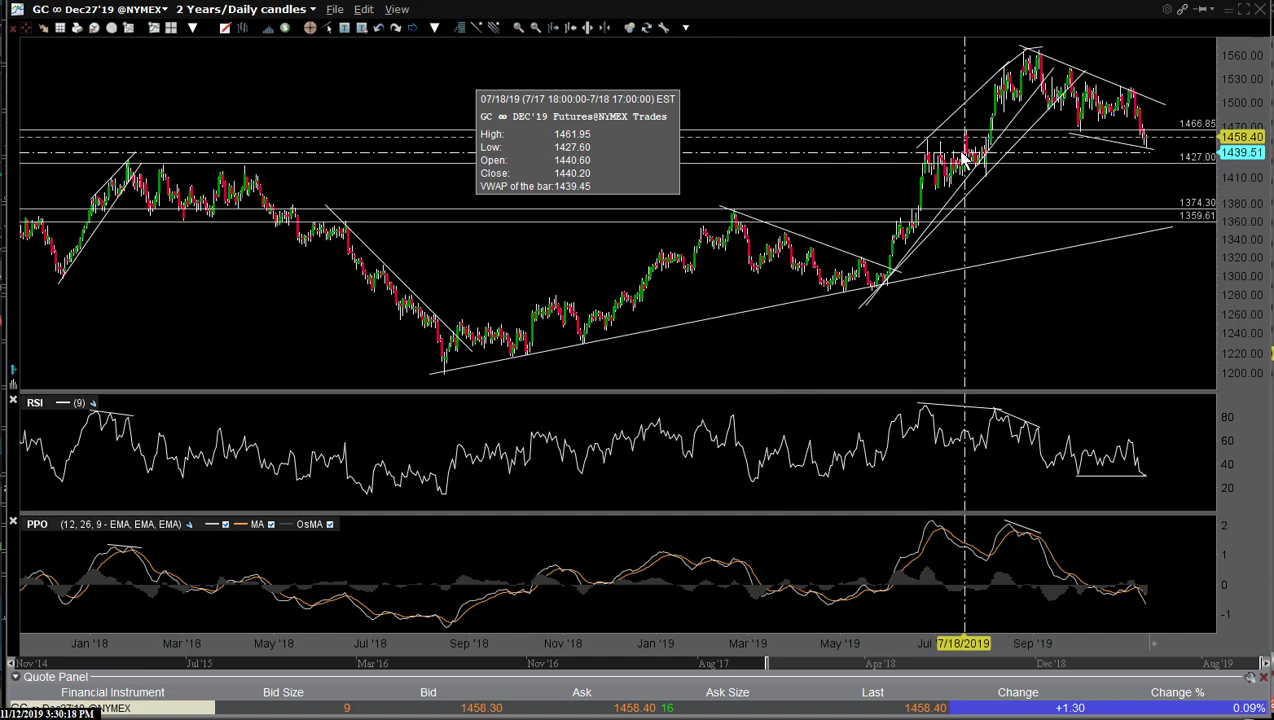 GC ∞ Dec27'19 @NYMEX 2 Years/Daily candles File Edit View
07/18/19 (7/17 18:00:00-7/18 17:00:00) EST
GC ∞ DEC'19 Futures@NYMEX Trades
High: 1461.95
Low: 1427.60
Open: 1440.60
Close: 1440.20
VWAP of the bar:1439.45
1560.00
1530.00
1500.00
1466.85
1458.40
1439.51
1427.00
1410.00
1380.00
1374.30
1359.61
1360.00
1340.00
1320.00
1300.00
1280.00
1260.00
1240.00
1220.00
1200.00
RSI (9)
80
60
40
20
PPO (12, 26, 9 - EMA, EMA, EMA) MA OsMA
2
1
0
-1
Jan '18 Mar '18 May '18 Jul '18 Sep '18 Nov '18 Jan '19 Mar '19 May '19 Jul 7/18/2019 Sep '19
Nov '14 Jul'15 Mar '16 Nov'16 Aug'17 Apr'18 Dec'18 Aug'19
Quote Panel
Financial Instrument Bid Size Bid Ask Ask Size Last Change Change %
GC ∞ Dec27'19 @NYMEX 9 1458.30 1458.40 16 1458.40 +1.30 0.09%
11/12/2019 3:30:18 PM